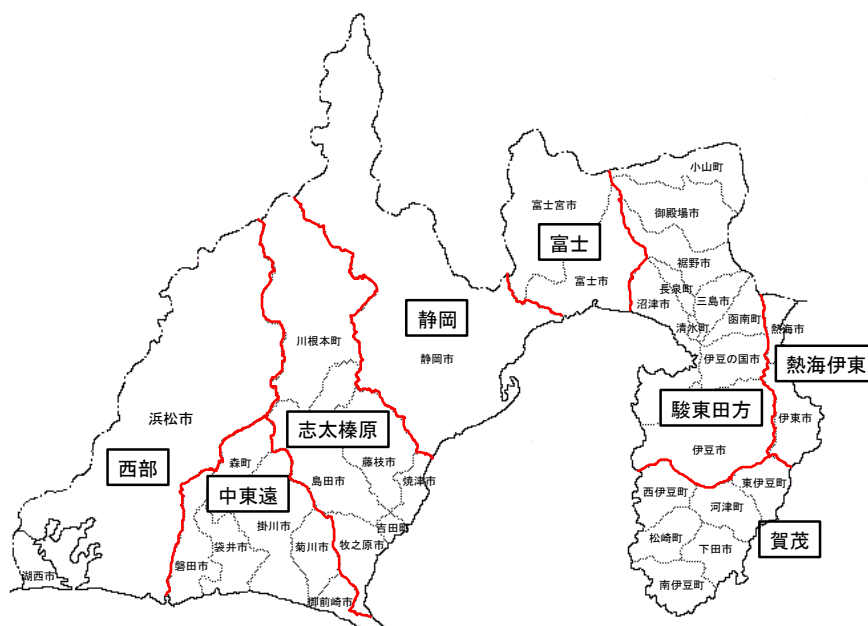 小山町
富士宮市
御殿場市
富士
裾野市
富士市
長泉町
沼津市
三島市
函南町
静岡
清水町
熱海市
川根本町
静岡市
伊豆の国市
熱海伊東
駿東田方
浜松市
志太榛原
伊東市
伊豆市
西部
森町
藤枝市
中東遠
島田市
焼津市
東伊豆町
西伊豆町
河津町
掛川市
吉田町
袋井市
菊川市
牧之原市
松崎町
下田市
賀茂
磐田市
湖西市
南伊豆町
御前崎市